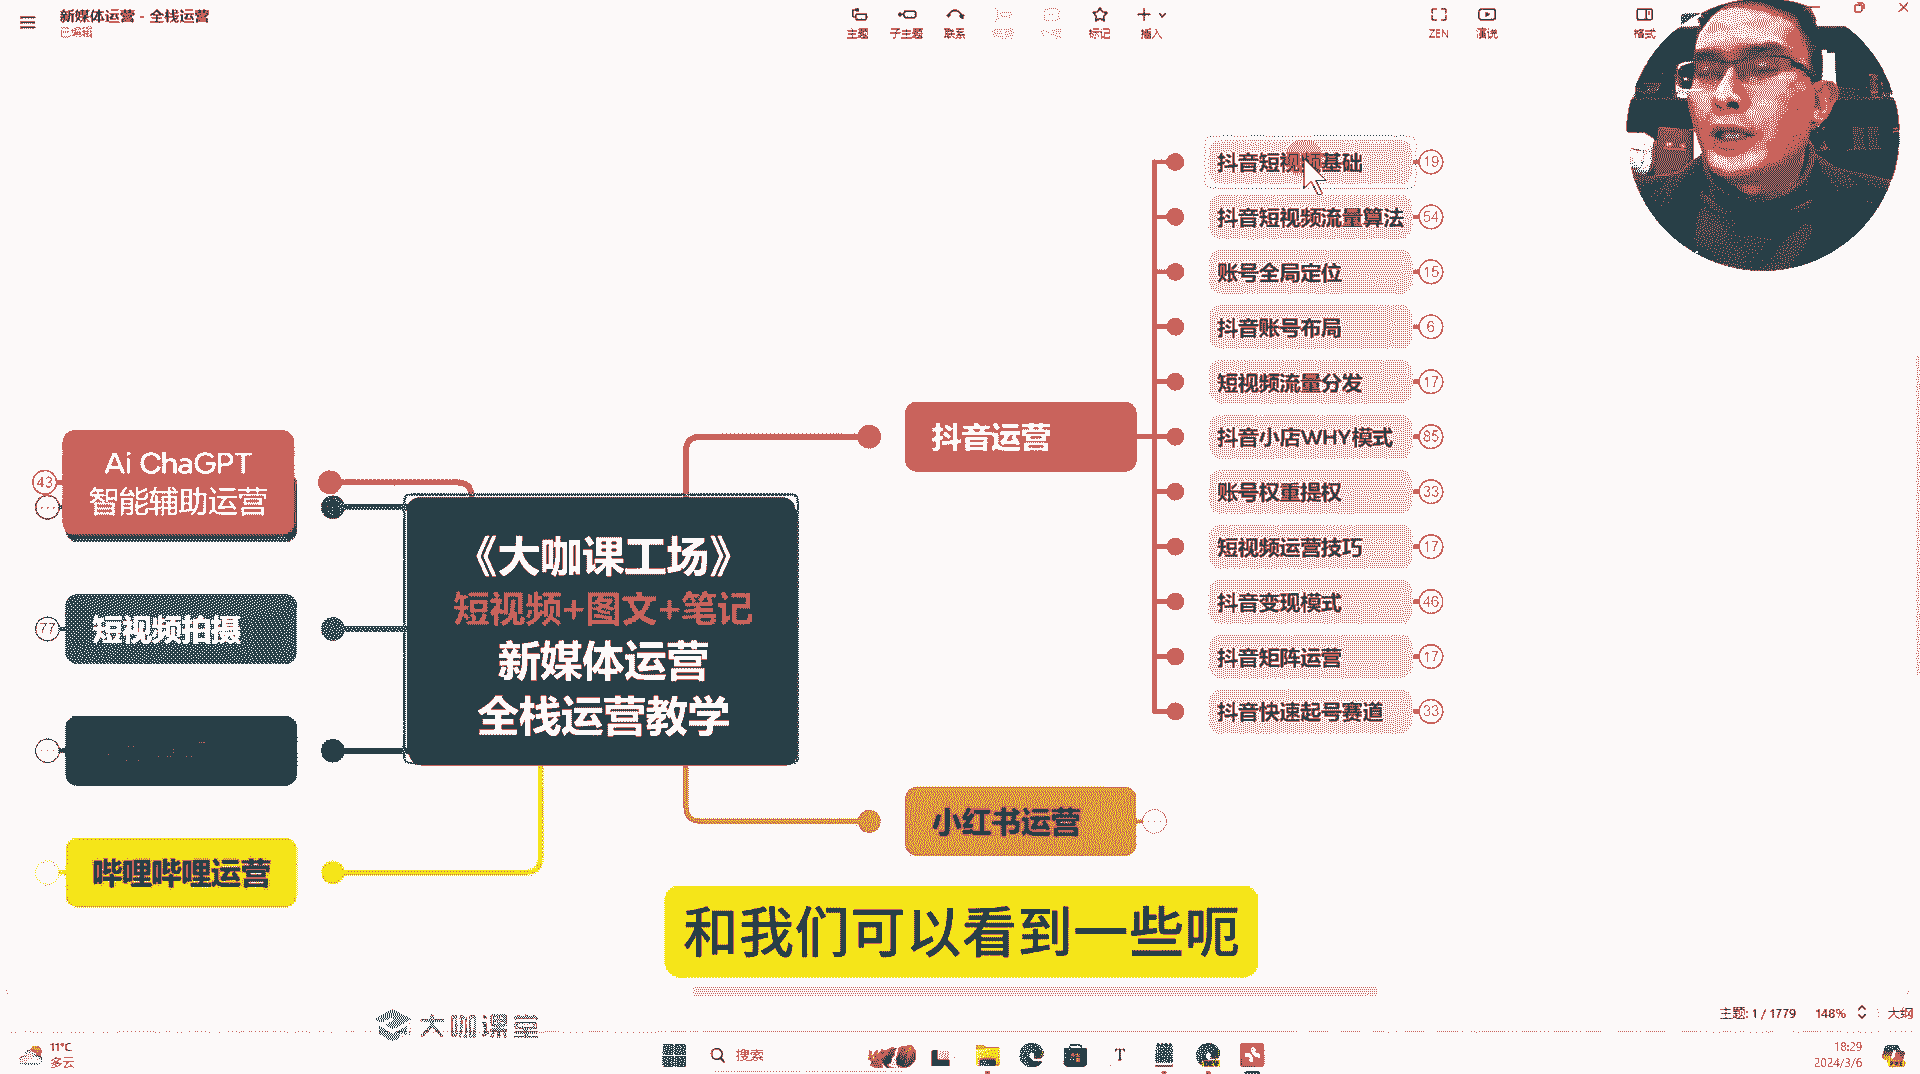 新媒体运营 - 全栈运营
已编辑
主题
子主题
联系
标记
插入
ZEN
演说
格式
抖音短视频基础
19
抖音短视频流量算法
54
账号全局定位
15
抖音账号布局
6
短视频流量分发
17
抖音运营
抖音小店WHY模式
85
账号权重提权
33
短视频运营技巧
17
抖音变现模式
46
抖音矩阵运营
17
抖音快速起号赛道
33
43
Ai ChaGPT
智能辅助运营
77
短视频拍摄
《大咖课工场》
短视频+图文+笔记
新媒体运营
全栈运营教学
小红书运营
哔哩哔哩运营
和我们可以看到一些呃
主题: 1 / 1779
148%
大纲
大咖课堂
11°C
多云
搜索
18:29
2024/3/6